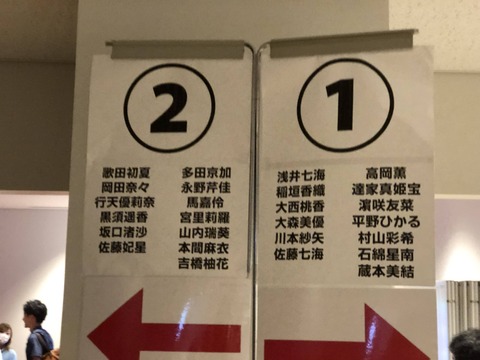 ②
歌田初夏 多田京加
岡田奈々 永野芹佳
行天優莉奈 馬嘉伶
黒須遥香 宮里莉羅
坂口渚沙 山内瑞葵
佐藤妃星 本間麻衣
吉橋柚花
①
浅井七海 高岡薫
稲垣香織 達家真姫宝
大西桃香 濵咲友菜
大森美優 平野ひかる
川本紗矢 村山彩希
佐藤七海 石綿星南
蔵本美結